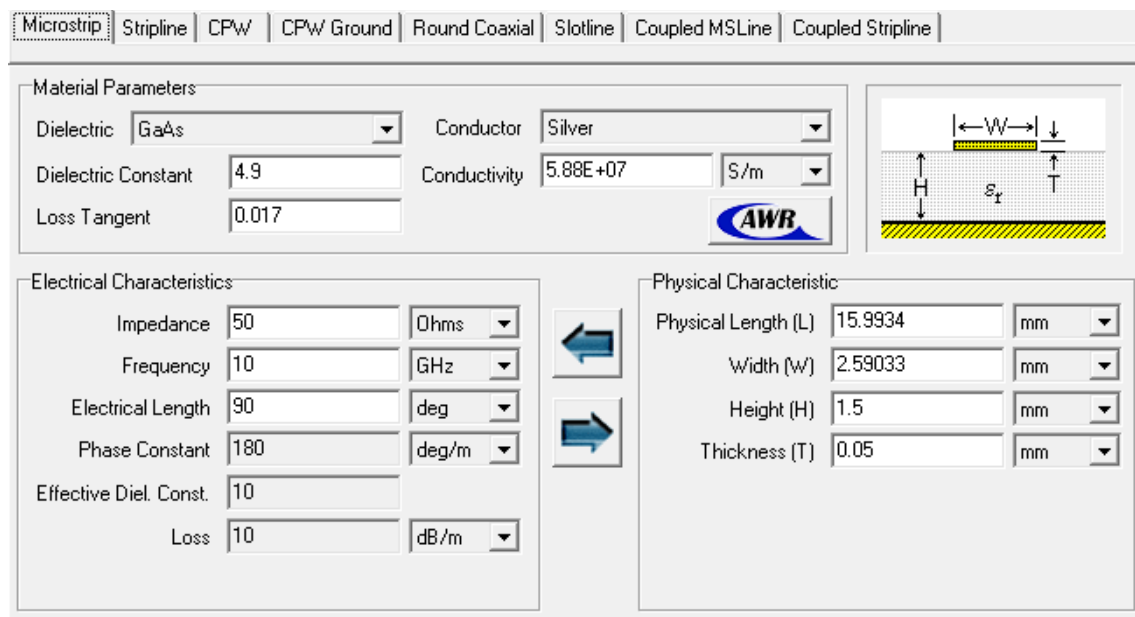 Microstrip Stripline CPW CPW Ground Round Coaxial Slotline Coupled MSLine Coupled Stripline
Material Parameters
Dielectric GaAs Conductor Silver
Dielectric Constant 4.9 Conductivity 5.88E+07 S/m
Loss Tangent 0.017 AWR
W
H
εr
T
Electrical Characteristics
Impedance 50 Ohms
Frequency 10 GHz
Electrical Length 90 deg
Phase Constant 180 deg/m
Effective Diel. Const. 10
Loss 10 dB/m
Physical Characteristic
Physical Length (L) 15.9934 mm
Width (W) 2.59033 mm
Height (H) 1.5 mm
Thickness (T) 0.05 mm